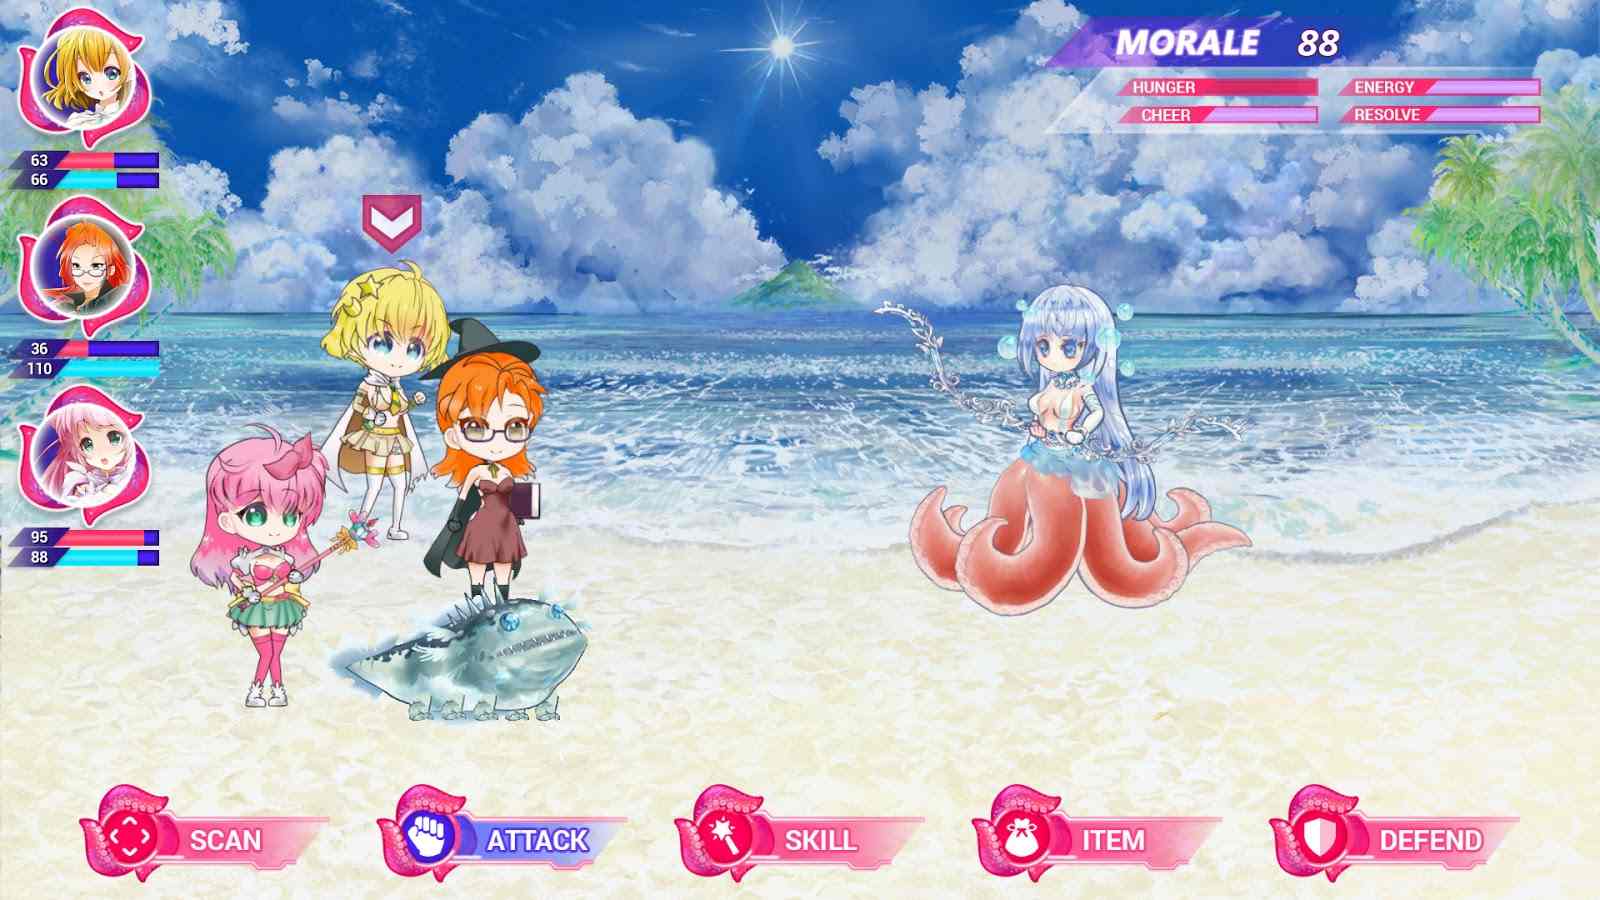 MORALE 88
HUNGER ENERGY
CHEER RESOLVE
63
66
36
110
95
88
SCAN ATTACK SKILL ITEM DEFEND